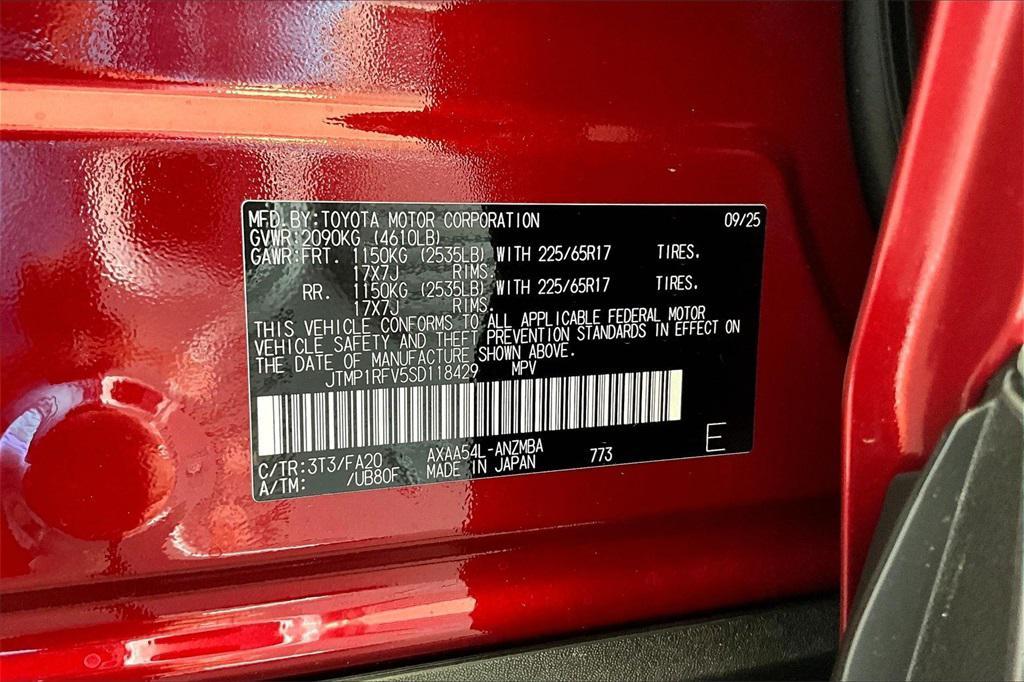 MFD. BY: TOYOTA MOTOR CORPORATION 09/25
GVWR: 2090KG (4610LB)
GAWR: FRT. 1150KG (2535LB) WITH 225/65R17 TIRES.
17X7J RIMS.
RR. 1150KG (2535LB) WITH 225/65R17 TIRES.
17X7J RIMS.
THIS VEHICLE CONFORMS TO ALL APPLICABLE FEDERAL MOTOR
VEHICLE SAFETY AND THEFT PREVENTION STANDARDS IN EFFECT ON
THE DATE OF MANUFACTURE SHOWN ABOVE.
JTMP1RFV5SD118429 MPV
E
C/TR: 3T3/FA20 AXAA54L-ANZMBA 773
A/TM: /UB80F MADE IN JAPAN